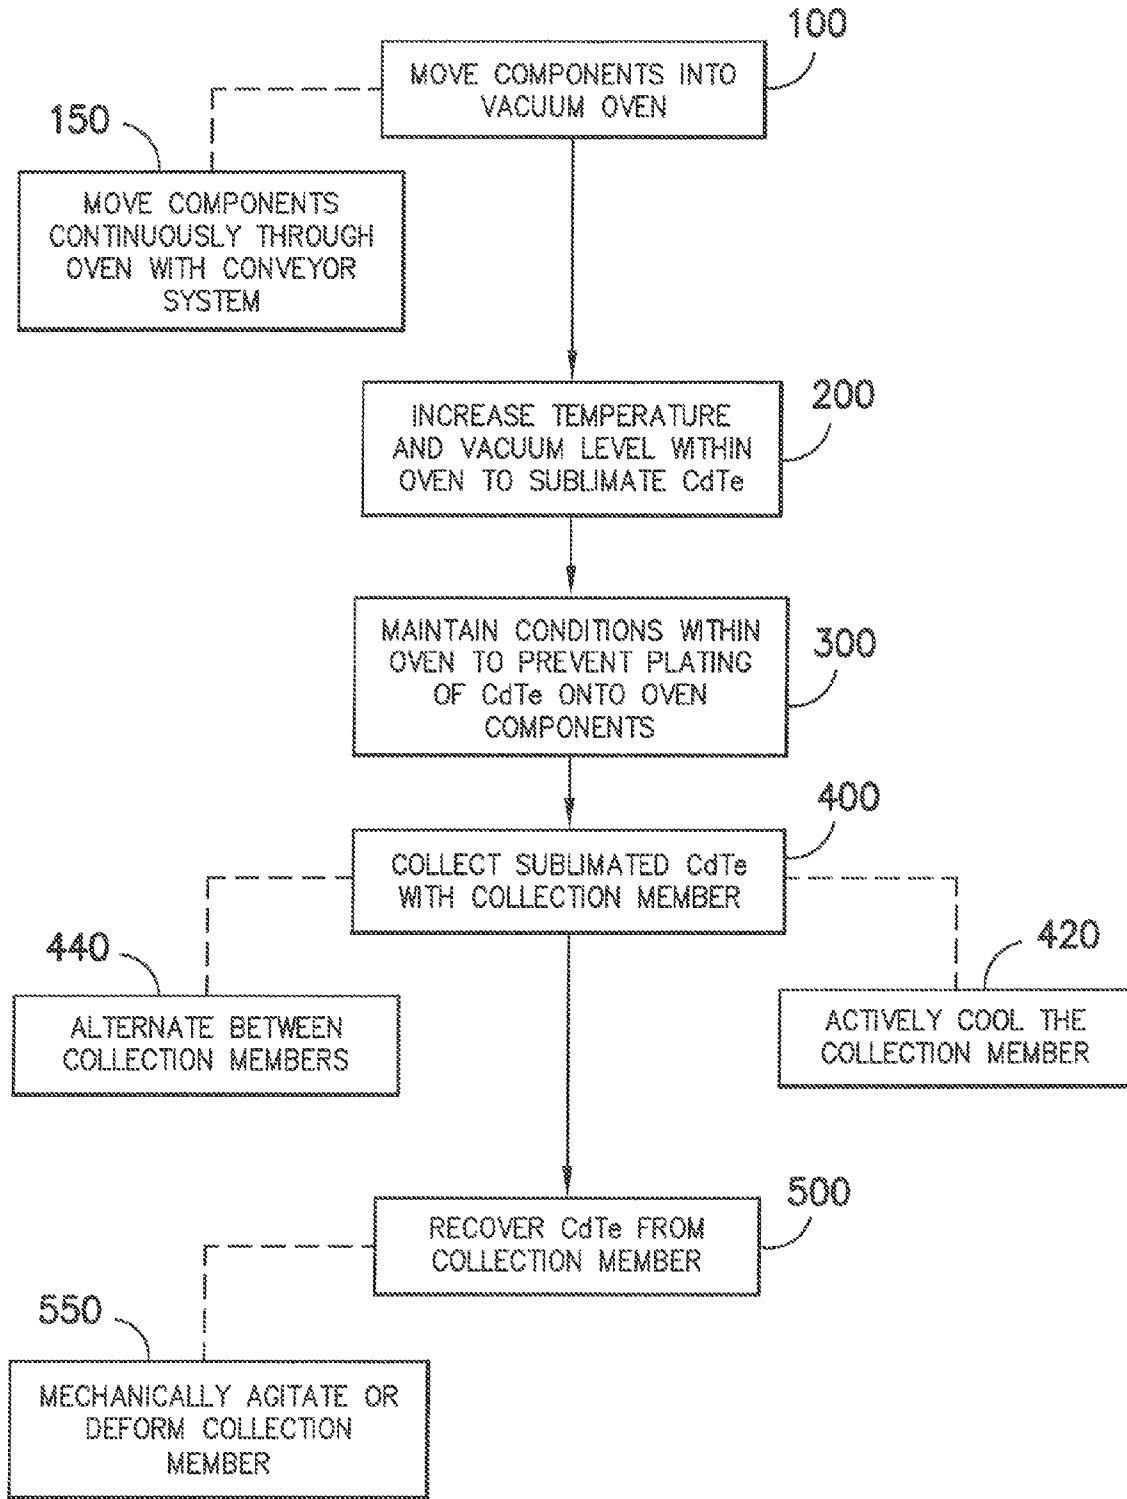 100
MOVE COMPONENTS INTO
VACUUM OVEN
150
MOVE COMPONENTS
CONTINUOUSLY THROUGH
OVEN WITH CONVEYOR
SYSTEM
200
INCREASE TEMPERATURE
AND VACUUM LEVEL WITHIN
OVEN TO SUBLIMATE CdTe
300
MAINTAIN CONDITIONS WITHIN
OVEN TO PREVENT PLATING
OF CdTe ONTO OVEN
COMPONENTS
400
COLLECT SUBLIMATED CdTe
WITH COLLECTION MEMBER
440
ALTERNATE BETWEEN
COLLECTION MEMBERS
420
ACTIVELY COOL THE
COLLECTION MEMBER
500
RECOVER CdTe FROM
COLLECTION MEMBER
550
MECHANICALLY AGITATE OR
DEFORM COLLECTION
MEMBER